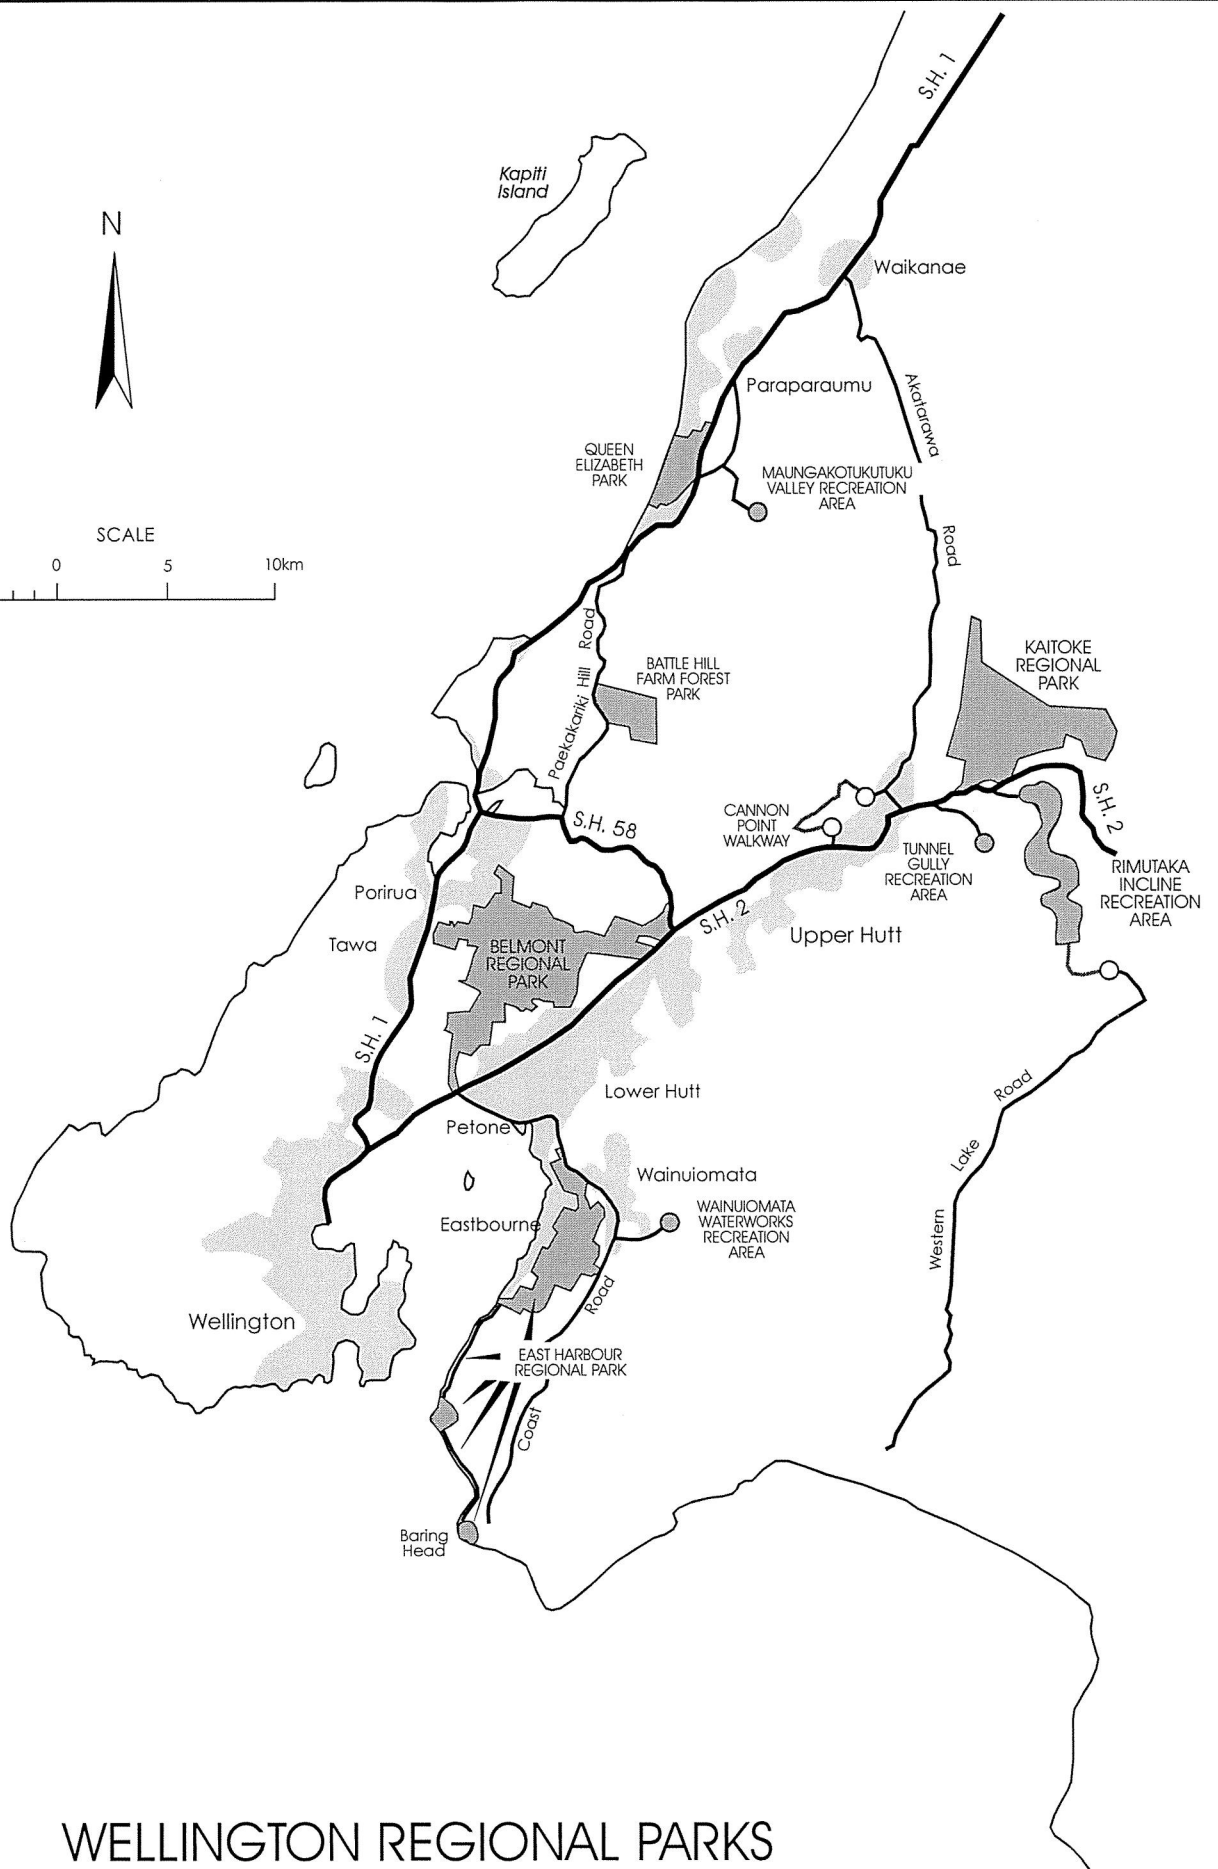 S.H. 1
Kapiti
Island
N
Waikanae
Paraparaumu
Akatarawa
Road
QUEEN
ELIZABETH
PARK
MAUNGAKOTUKUTUKU
VALLEY RECREATION
AREA
SCALE
0 5 10km
Paekakariki Hill Road
BATTLE HILL
FARM FOREST
PARK
KAITOKE
REGIONAL
PARK
S.H. 58
CANNON
POINT
WALKWAY
S.H. 2
TUNNEL
GULLY
RECREATION
AREA
RIMUTAKA
INCLINE
RECREATION
AREA
Porirua
Tawa
S.H. 2
Upper Hutt
BELMONT
REGIONAL
PARK
S.H. 1
Lower Hutt
Petone
Road
Lake
Western
Wainuiomata
WAINUIOMATA
WATERWORKS
RECREATION
AREA
Eastbourne
Road
Wellington
EAST HARBOUR
REGIONAL PARK
Coast
Baring
Head
WELLINGTON REGIONAL PARKS